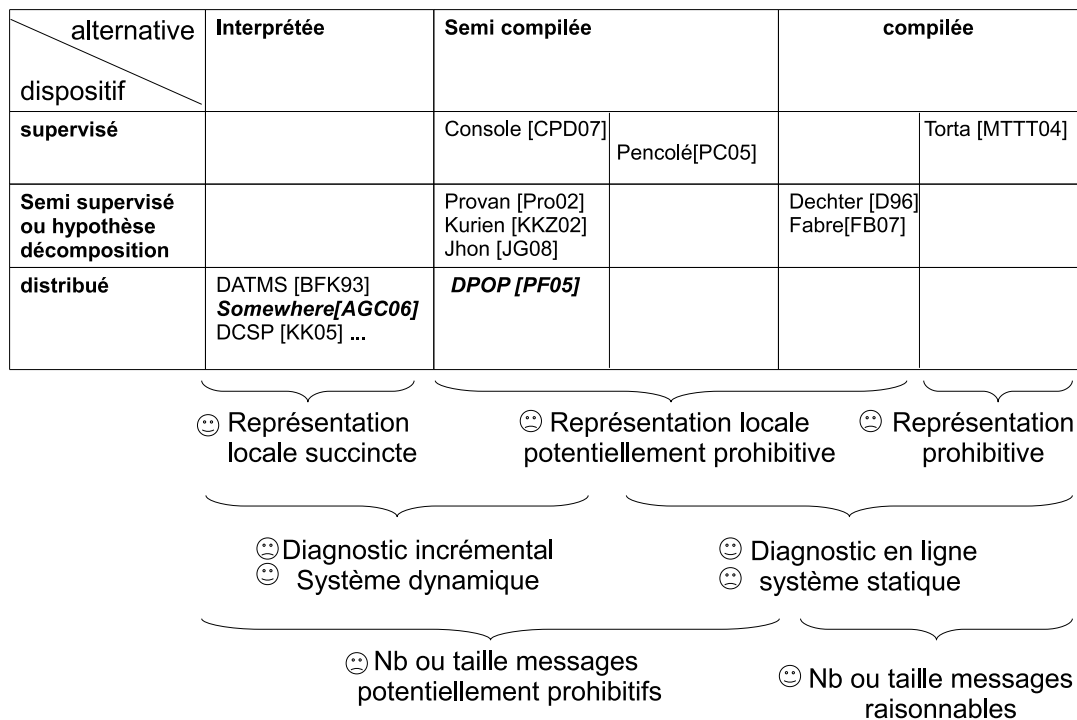 alternative
dispositif
Interprétée
Semi compilée
compilée
supervisé
Console [CPD07]
Pencolé[PC05]
Torta [MTTT04]
Semi supervisé
ou hypothèse
décomposition
Provan [Pro02]
Kurien [KKZ02]
Jhon [JG08]
Dechter [D96]
Fabre[FB07]
distribué
DATMS [BFK93]
Somewhere[AGC06]
DCSP [KK05] ...
DPOP [PF05]
Représentation
locale succincte
Représentation locale
potentiellement prohibitive
Représentation
prohibitive
Diagnostic incrémental
Système dynamique
Diagnostic en ligne
système statique
Nb ou taille messages
potentiellement prohibitifs
Nb ou taille messages
raisonnables